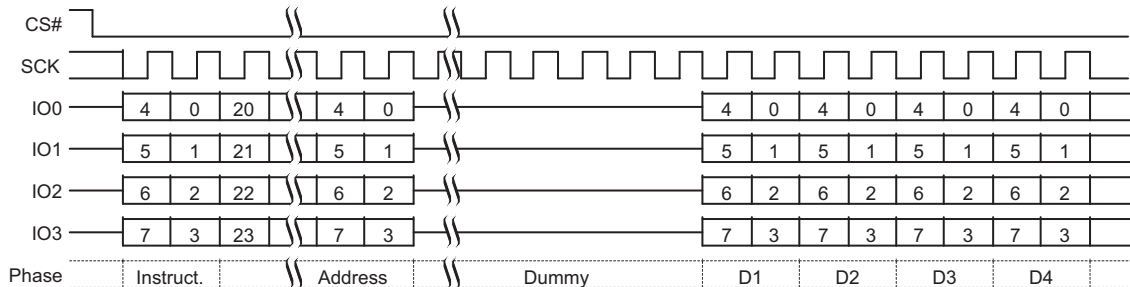 CS#
SCK
IO0 4 0 20 4 0 4 0 4 0 4 0 4 0
IO1 5 1 21 5 1 5 1 5 1 5 1 5 1
IO2 6 2 22 6 2 6 2 6 2 6 2 6 2
IO3 7 3 23 7 3 7 3 7 3 7 3 7 3
Phase Instruct. Address Dummy D1 D2 D3 D4